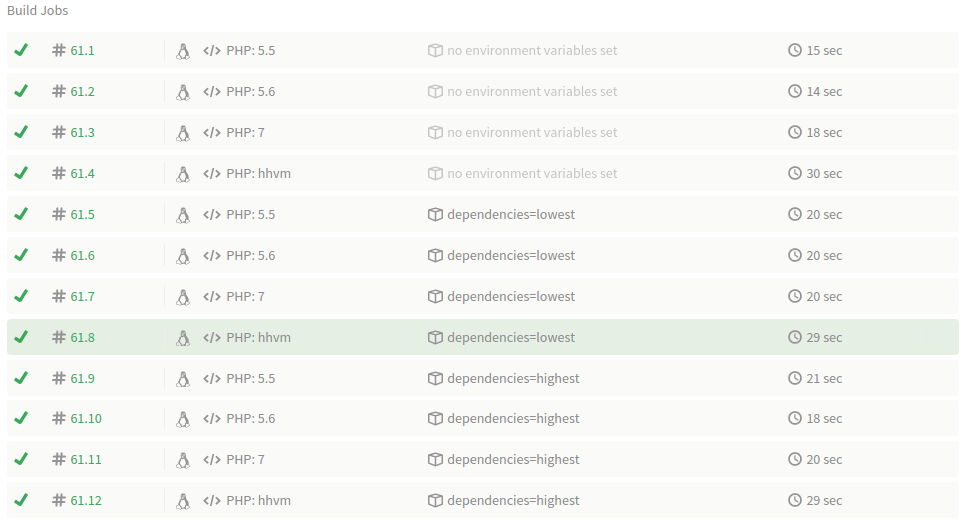 Build Jobs
# 61.1 </> PHP: 5.5 no environment variables set 15 sec
# 61.2 </> PHP: 5.6 no environment variables set 14 sec
# 61.3 </> PHP: 7 no environment variables set 18 sec
# 61.4 </> PHP: hhvm no environment variables set 30 sec
# 61.5 </> PHP: 5.5 dependencies=lowest 20 sec
# 61.6 </> PHP: 5.6 dependencies=lowest 20 sec
# 61.7 </> PHP: 7 dependencies=lowest 20 sec
# 61.8 </> PHP: hhvm dependencies=lowest 29 sec
# 61.9 </> PHP: 5.5 dependencies=highest 21 sec
# 61.10 </> PHP: 5.6 dependencies=highest 18 sec
# 61.11 </> PHP: 7 dependencies=highest 20 sec
# 61.12 </> PHP: hhvm dependencies=highest 29 sec